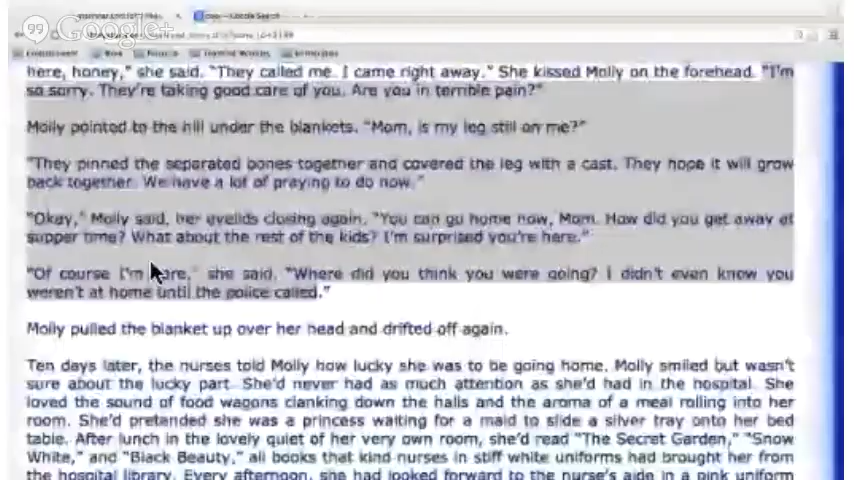 Google+
here, honey," she said. "They called me. I came right away." She kissed Molly on the forehead. "I'm
so sorry. They're taking good care of you. Are you in terrible pain?"
Molly pointed to the hill under the blankets. "Mom, is my leg still on me?"
"They pinned the separated bones together and covered the leg with a cast. They hope it will grow
back together. We have a lot of praying to do now."
"Okay," Molly said, her eyelids closing again. "You can go home now, Mom. How did you get away at
supper time? What about the rest of the kids? I'm surprised you're here."
"Of course I'm here," she said. "Where did you think you were going? I didn't even know you
weren't at home until the police called."
Molly pulled the blanket up over her head and drifted off again.
Ten days later, the nurses told Molly how lucky she was to be going home. Molly smiled but wasn't
sure about the lucky part. She'd never had as much attention as she'd had in the hospital. She
loved the sound of food wagons clanking down the halls and the aroma of a meal rolling into her
room. She'd pretended she was a princess waiting for a maid to slide a silver tray onto her bed
table. After lunch in the lovely quiet of her very own room, she'd read "The Secret Garden," "Snow
White," and "Black Beauty," all books that kind nurses in stiff white uniforms had brought her from
the hospital library. Every afternoon, she had looked forward to the nurse's aide in a pink uniform